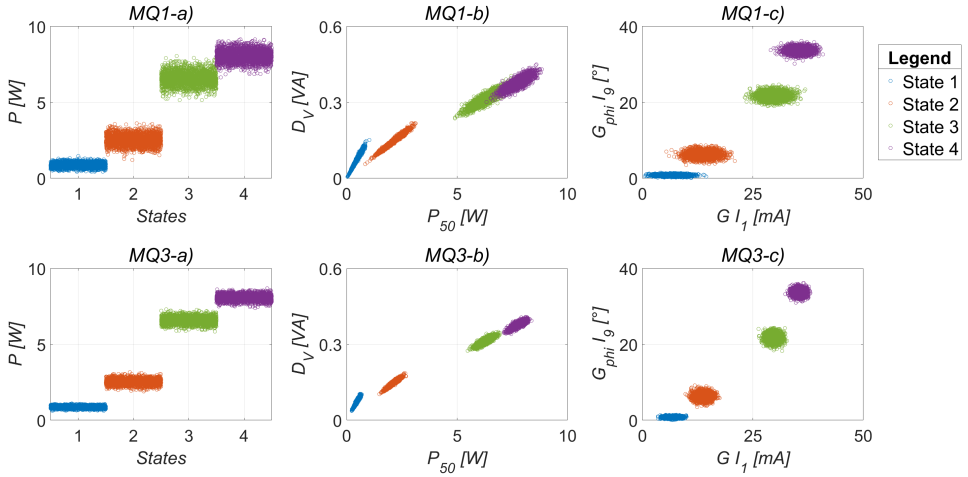 MQ1-a)
MQ1-b)
MQ1-c)
P [W]
10
5
0
1 2 3 4
States
D_V [VA]
0.6
0.3
0
0 5 10
P_50 [W]
G_phi I_9 [°]
40
20
0
0 25 50
G I_1 [mA]
Legend
State 1
State 2
State 3
State 4
MQ3-a)
MQ3-b)
MQ3-c)
P [W]
10
5
0
1 2 3 4
States
D_V [VA]
0.6
0.3
0
0 5 10
P_50 [W]
G_phi I_9 [°]
40
20
0
0 25 50
G I_1 [mA]